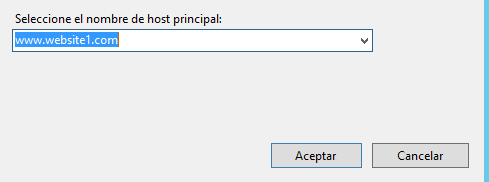 Seleccione el nombre de host principal:
www.website1.com
Aceptar
Cancelar